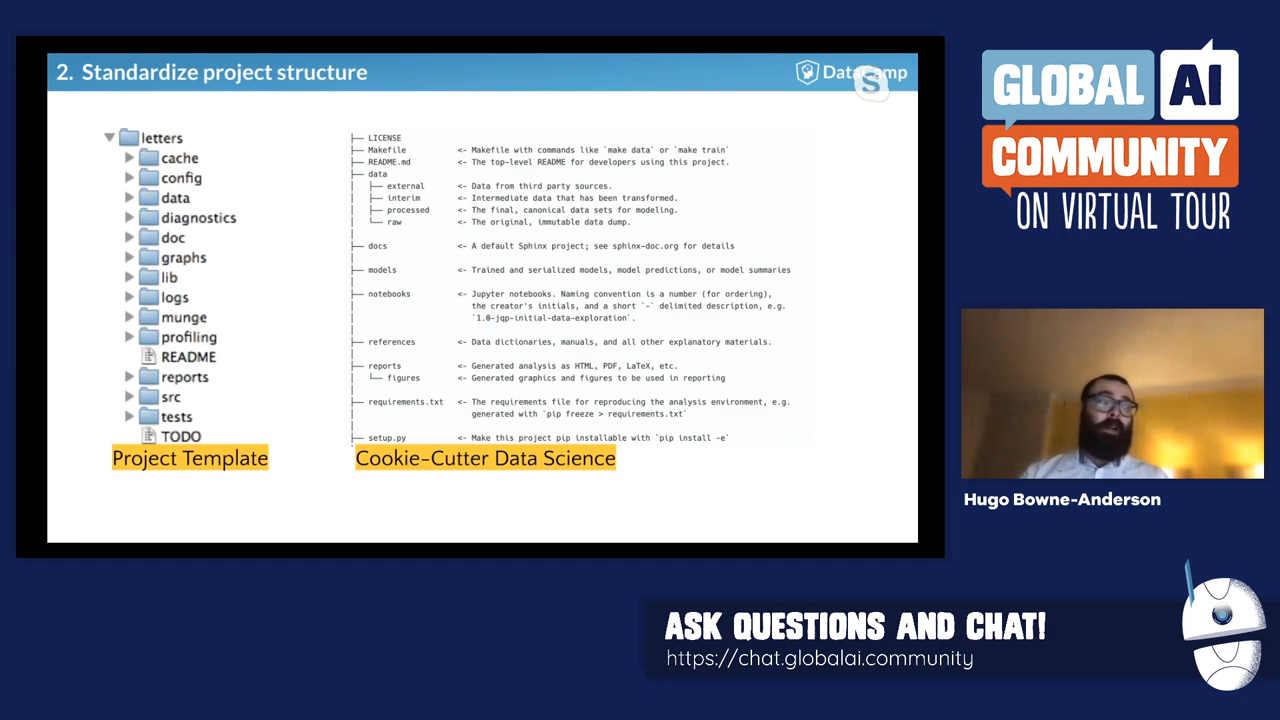 2. Standardize project structure
DataCamp
letters
cache
config
data
diagnostics
doc
graphs
lib
logs
munge
profiling
README
reports
src
tests
TODO
Project Template
LICENSE
Makefile <- Makefile with commands like `make data` or `make train`
README.md <- The top-level README for developers using this project.
data
external <- Data from third party sources.
interim <- Intermediate data that has been transformed.
processed <- The final, canonical data sets for modeling.
raw <- The original, immutable data dump.
docs <- A default Sphinx project; see sphinx-doc.org for details
models <- Trained and serialized models, model predictions, or model summaries
notebooks <- Jupyter notebooks. Naming convention is a number (for ordering),
the creator's initials, and a short `-` delimited description, e.g.
`1.0-jqp-initial-data-exploration`.
references <- Data dictionaries, manuals, and all other explanatory materials.
reports <- Generated analysis as HTML, PDF, LaTeX, etc.
figures <- Generated graphics and figures to be used in reporting
requirements.txt <- The requirements file for reproducing the analysis environment, e.g.
generated with `pip freeze > requirements.txt`
setup.py <- Make this project pip installable with `pip install -e`
Cookie-Cutter Data Science
GLOBAL AI
COMMUNITY
ON VIRTUAL TOUR
Hugo Bowne-Anderson
ASK QUESTIONS AND CHAT!
https://chat.globalai.community